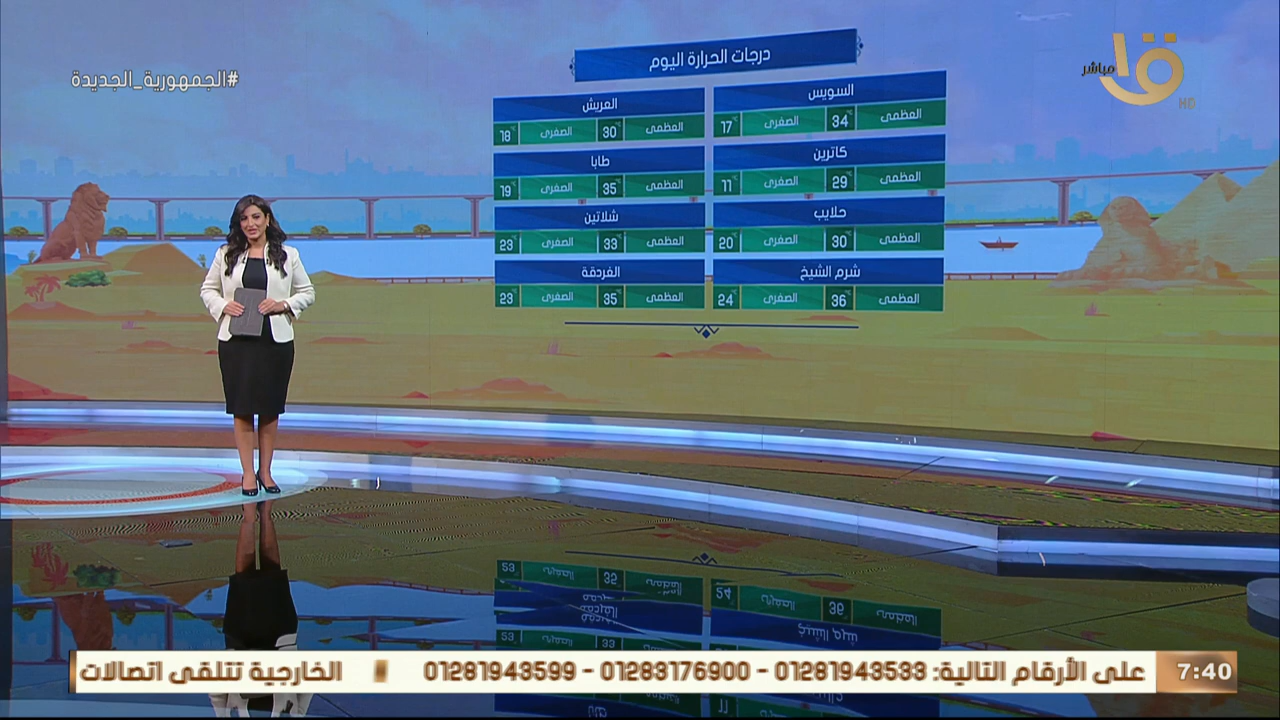 #الجمهورية_الجديدة
مباشر
HD
درجات الحرارة اليوم
السويس
العظمى 34 الصغرى 17
العريش
العظمى 30 الصغرى 18
كاترين
العظمى 29 الصغرى 11
طابا
العظمى 35 الصغرى 19
حلايب
العظمى 30 الصغرى 20
شلاتين
العظمى 33 الصغرى 23
شرم الشيخ
العظمى 36 الصغرى 24
الغردقة
العظمى 35 الصغرى 23
7:40
على الأرقام التالية: 01281943533 - 01283176900 - 01281943599
الخارجية تتلقى اتصالات